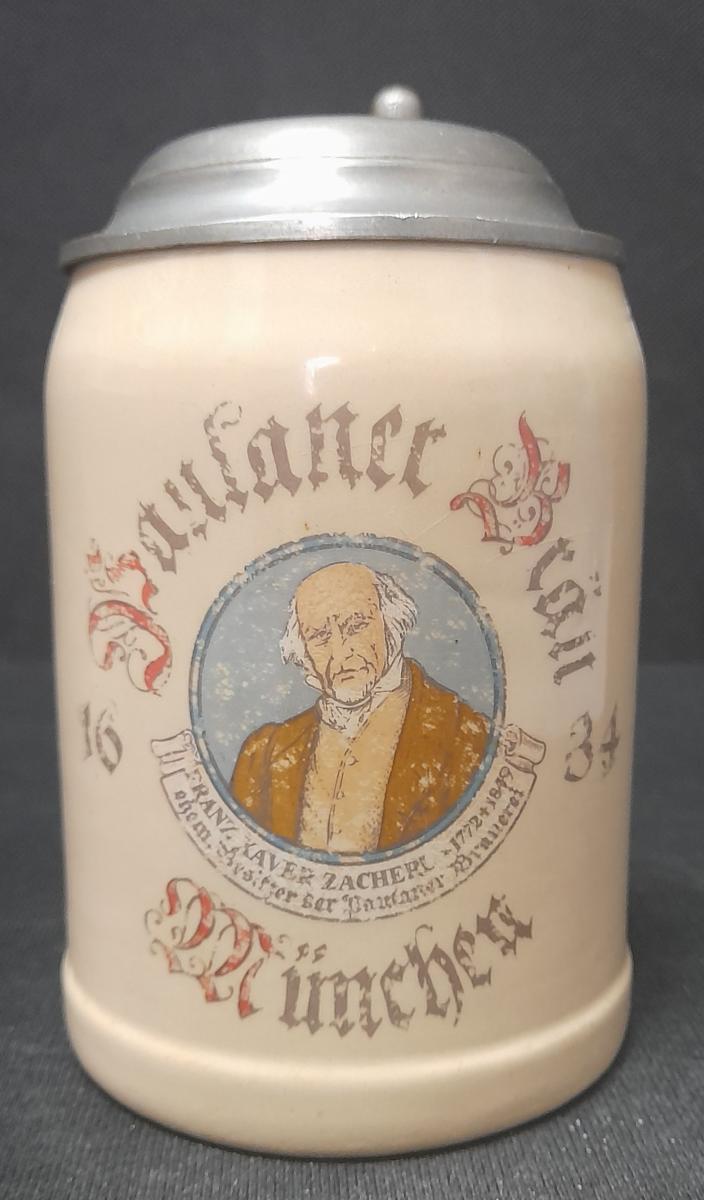 Paulaner Bräu
16 34
FRANZ XAVER ZACHERL *1772 + 1849
ehem. Besitzer der Paulaner Brauerei
München